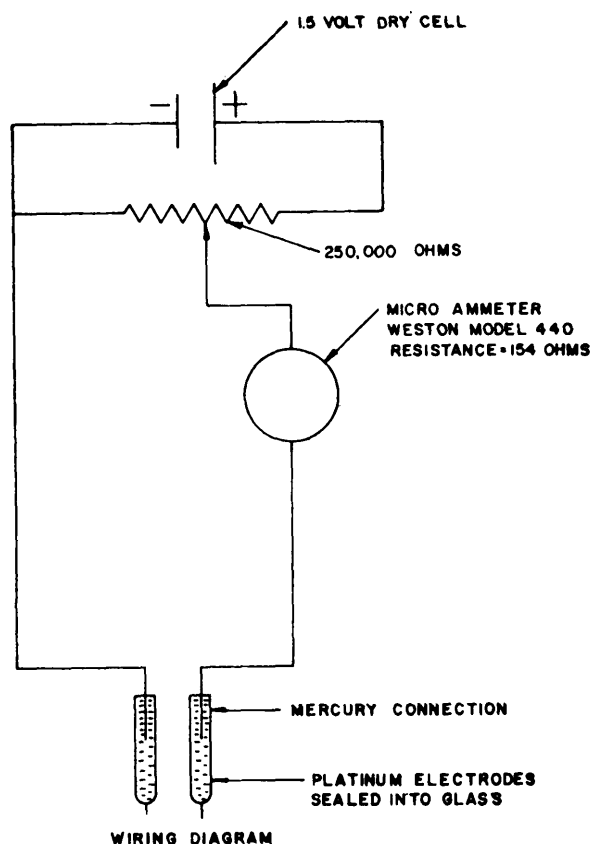 1.5 VOLT DRY CELL
- +
250,000 OHMS
MICRO AMMETER
WESTON MODEL 440
RESISTANCE=154 OHMS
MERCURY CONNECTION
PLATINUM ELECTRODES
SEALED INTO GLASS
WIRING DIAGRAM